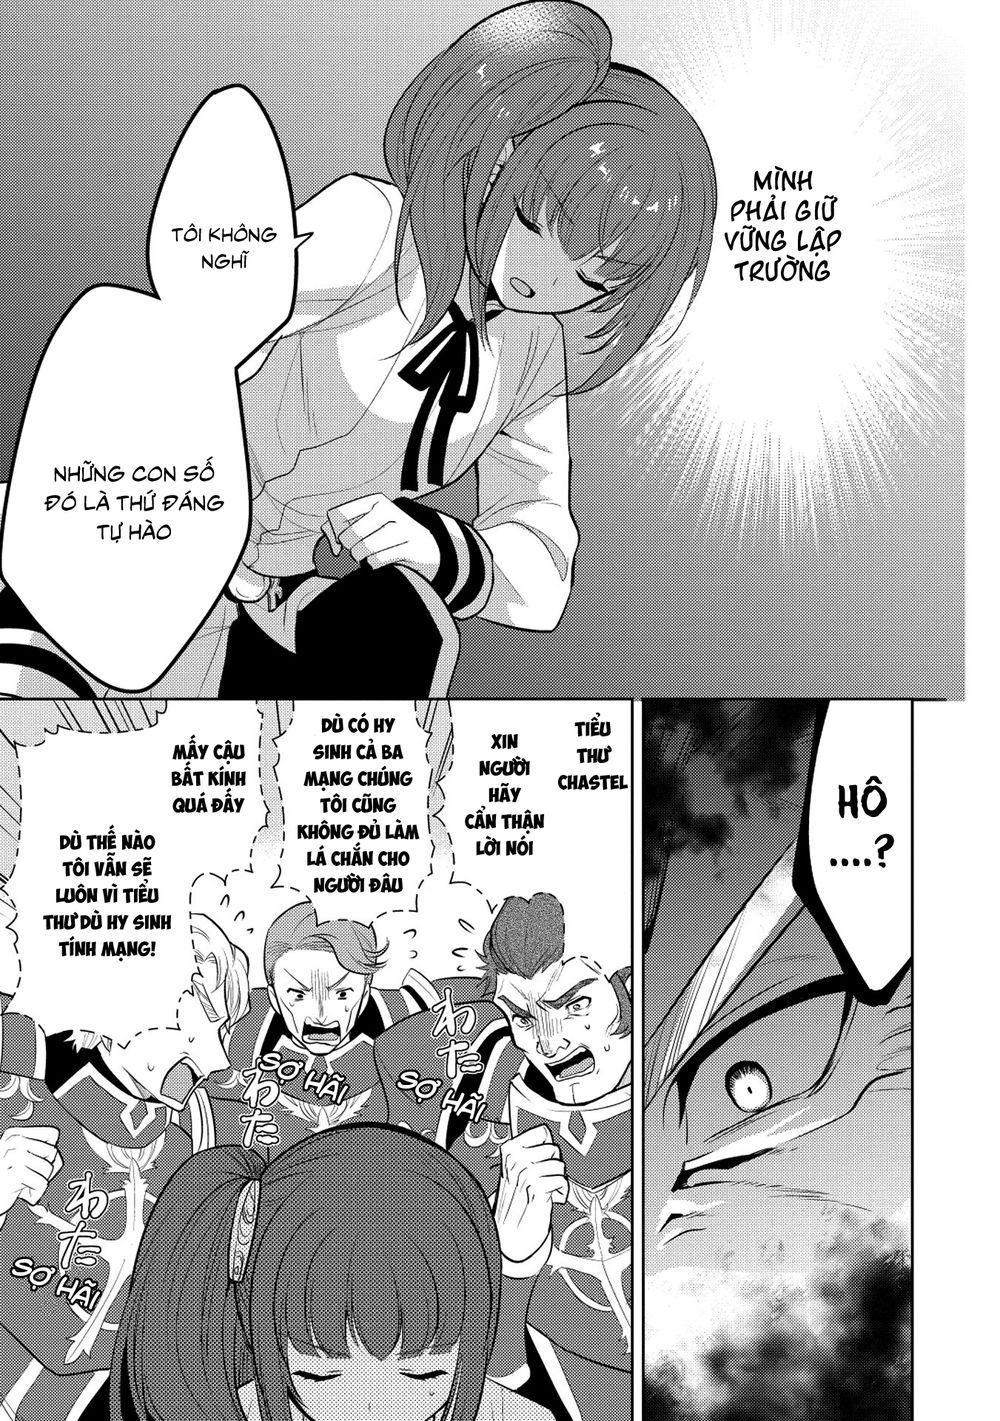 MÌNH
PHẢI GIỮ
VỮNG LẬP
TRƯỜNG
TÔI KHÔNG
NGHĨ
NHỮNG CON SỐ
ĐÓ LÀ THỨ ĐÁNG
TỰ HÀO
HÔ
.....?
TIỂU
THƯ
CHASTEL
XIN
NGƯỜI
HÃY
CẨN THẬN
LỜI NÓI
DÙ CÓ HY
SINH CẢ BA
MẠNG CHÚNG
TÔI CŨNG
KHÔNG ĐỦ LÀM
LÁ CHẮN CHO
NGƯỜI ĐÂU
MẤY CẬU
BẤT KÍNH
QUÁ ĐẤY
DÙ THẾ NÀO
TÔI VẪN SẼ
LUÔN VÌ TIỂU
THƯ DÙ HY SINH
TÍNH MẠNG!
わた
SỢ HÃI
わた
SỢ HÃI
わた
SỢ HÃI